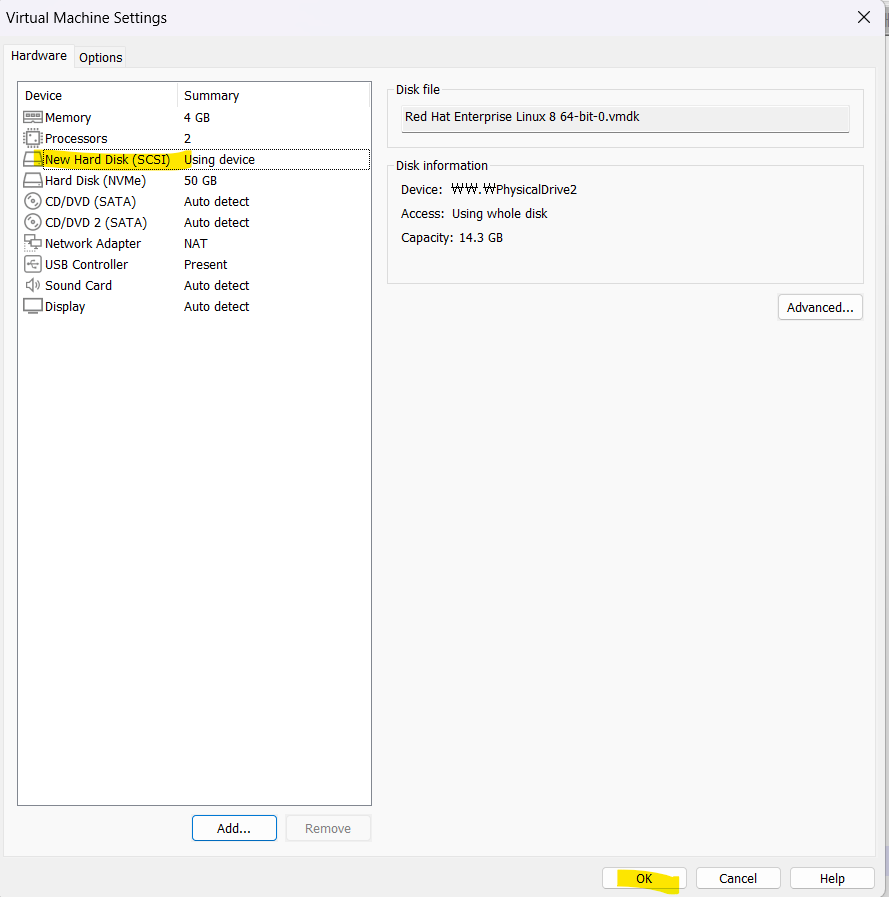 Virtual Machine Settings
Hardware Options
Device Summary
Memory 4 GB
Processors 2
New Hard Disk (SCSI) Using device
Hard Disk (NVMe) 50 GB
CD/DVD (SATA) Auto detect
CD/DVD 2 (SATA) Auto detect
Network Adapter NAT
USB Controller Present
Sound Card Auto detect
Display Auto detect
Add... Remove
Disk file
Red Hat Enterprise Linux 8 64-bit-0.vmdk
Disk information
Device: ₩₩.₩PhysicalDrive2
Access: Using whole disk
Capacity: 14.3 GB
Advanced...
OK Cancel Help